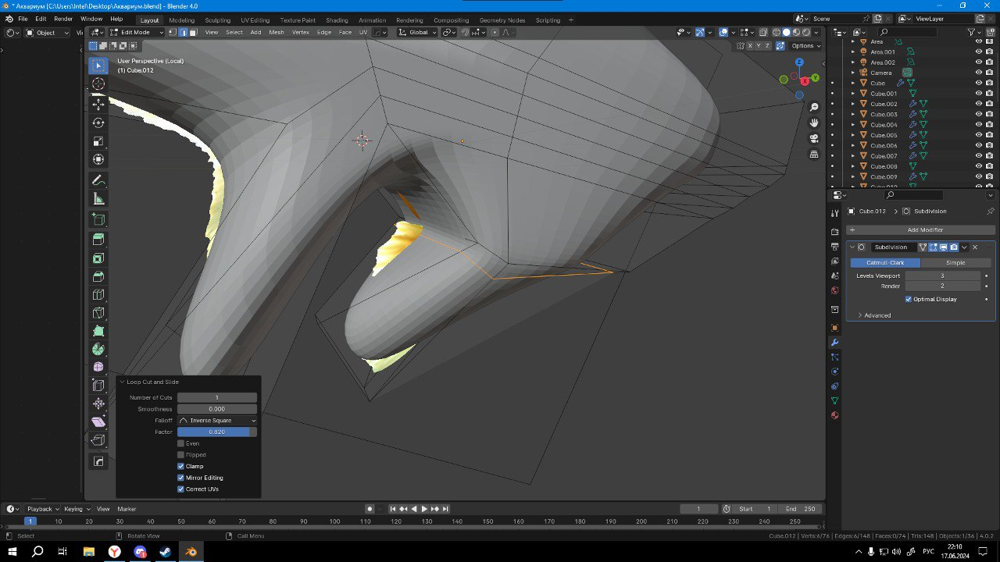 * Аквариум [C:\Users\Intel\Desktop\Аквариум.blend] - Blender 4.0
File Edit Render Window Help Layout Modeling Sculpting UV Editing Texture Paint Shading Animation Rendering Compositing Geometry Nodes Scripting + Scene ViewLayer
Object Edit Mode View Select Add Mesh Vertex Edge Face UV Global
X Y Z Options
User Perspective (Local)
(1) Cube.012
Z
Y
X
Area
Area.001
Area.002
Camera
Cube
Cube.001
Cube.002
Cube.003
Cube.004
Cube.005
Cube.006
Cube.007
Cube.008
Cube.009
Cube.012 > Subdivision
+ Add Modifier
Subdivision
Catmull-Clark Simple
Levels Viewport 3
Render 2
Optimal Display
Advanced
Loop Cut and Slide
Number of Cuts 1
Smoothness 0.000
Falloff Inverse Square
Factor 0.820
Even
Flipped
Clamp
Mirror Editing
Correct UVs
Playback Keying View Marker 1 Start 1 End 250
1 10 20 30 40 50 60 70 80 90 100 110 120 130 140 150 160 170 180 190 200 210 220 230 240 250
Select Rotate View Call Menu Cube.012 | Verts:6/76 | Edges:6/148 | Faces:0/74 | Tris:148 | Objects:1/36 | 4.0.2
РУС
22:10
17.06.2024